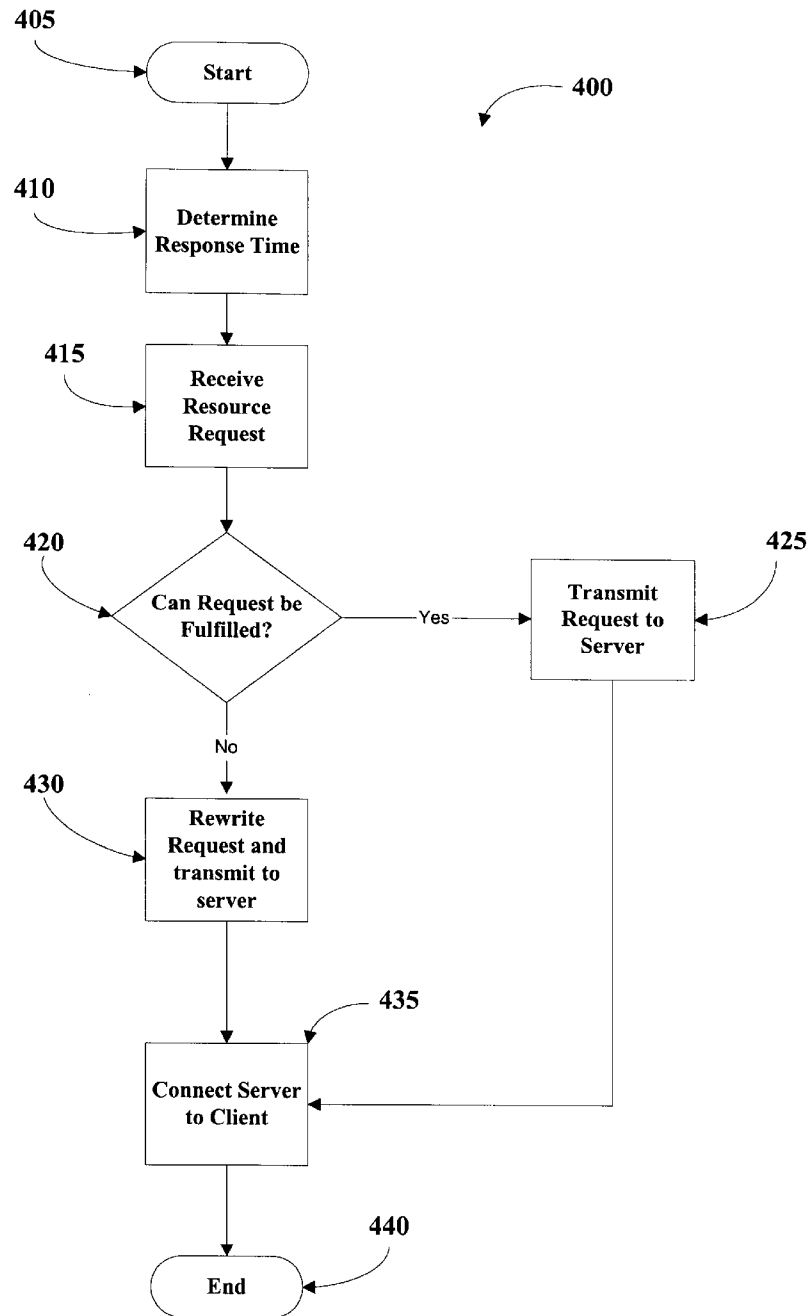 405
Start
400
410
Determine
Response Time
415
Receive
Resource
Request
420
Can Request be
Fulfilled?
Yes
425
Transmit
Request to
Server
No
430
Rewrite
Request and
transmit to
server
435
Connect Server
to Client
440
End